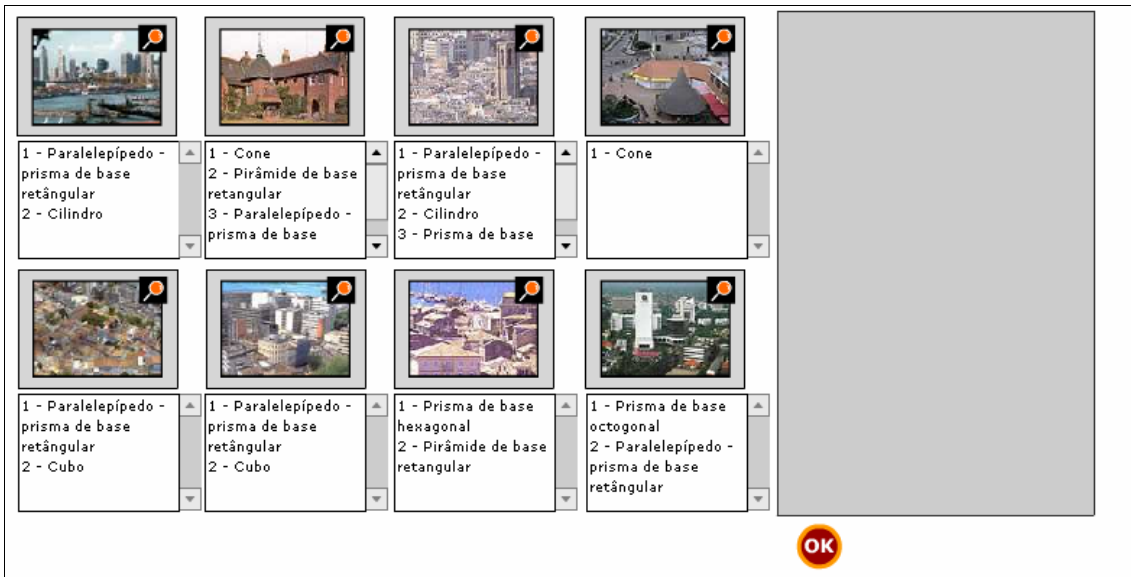 1 - Paralelepípedo -
prisma de base
retângular
2 - Cilindro
1 - Cone
2 - Pirâmide de base
retangular
3 - Paralelepípedo -
prisma de base
1 - Paralelepípedo -
prisma de base
retângular
2 - Cilindro
3 - Prisma de base
1 - Cone
1 - Paralelepípedo -
prisma de base
retângular
2 - Cubo
1 - Paralelepípedo -
prisma de base
retângular
2 - Cubo
1 - Prisma de base
hexagonal
2 - Pirâmide de base
retangular
1 - Prisma de base
octogonal
2 - Paralelepípedo -
prisma de base
retângular
OK